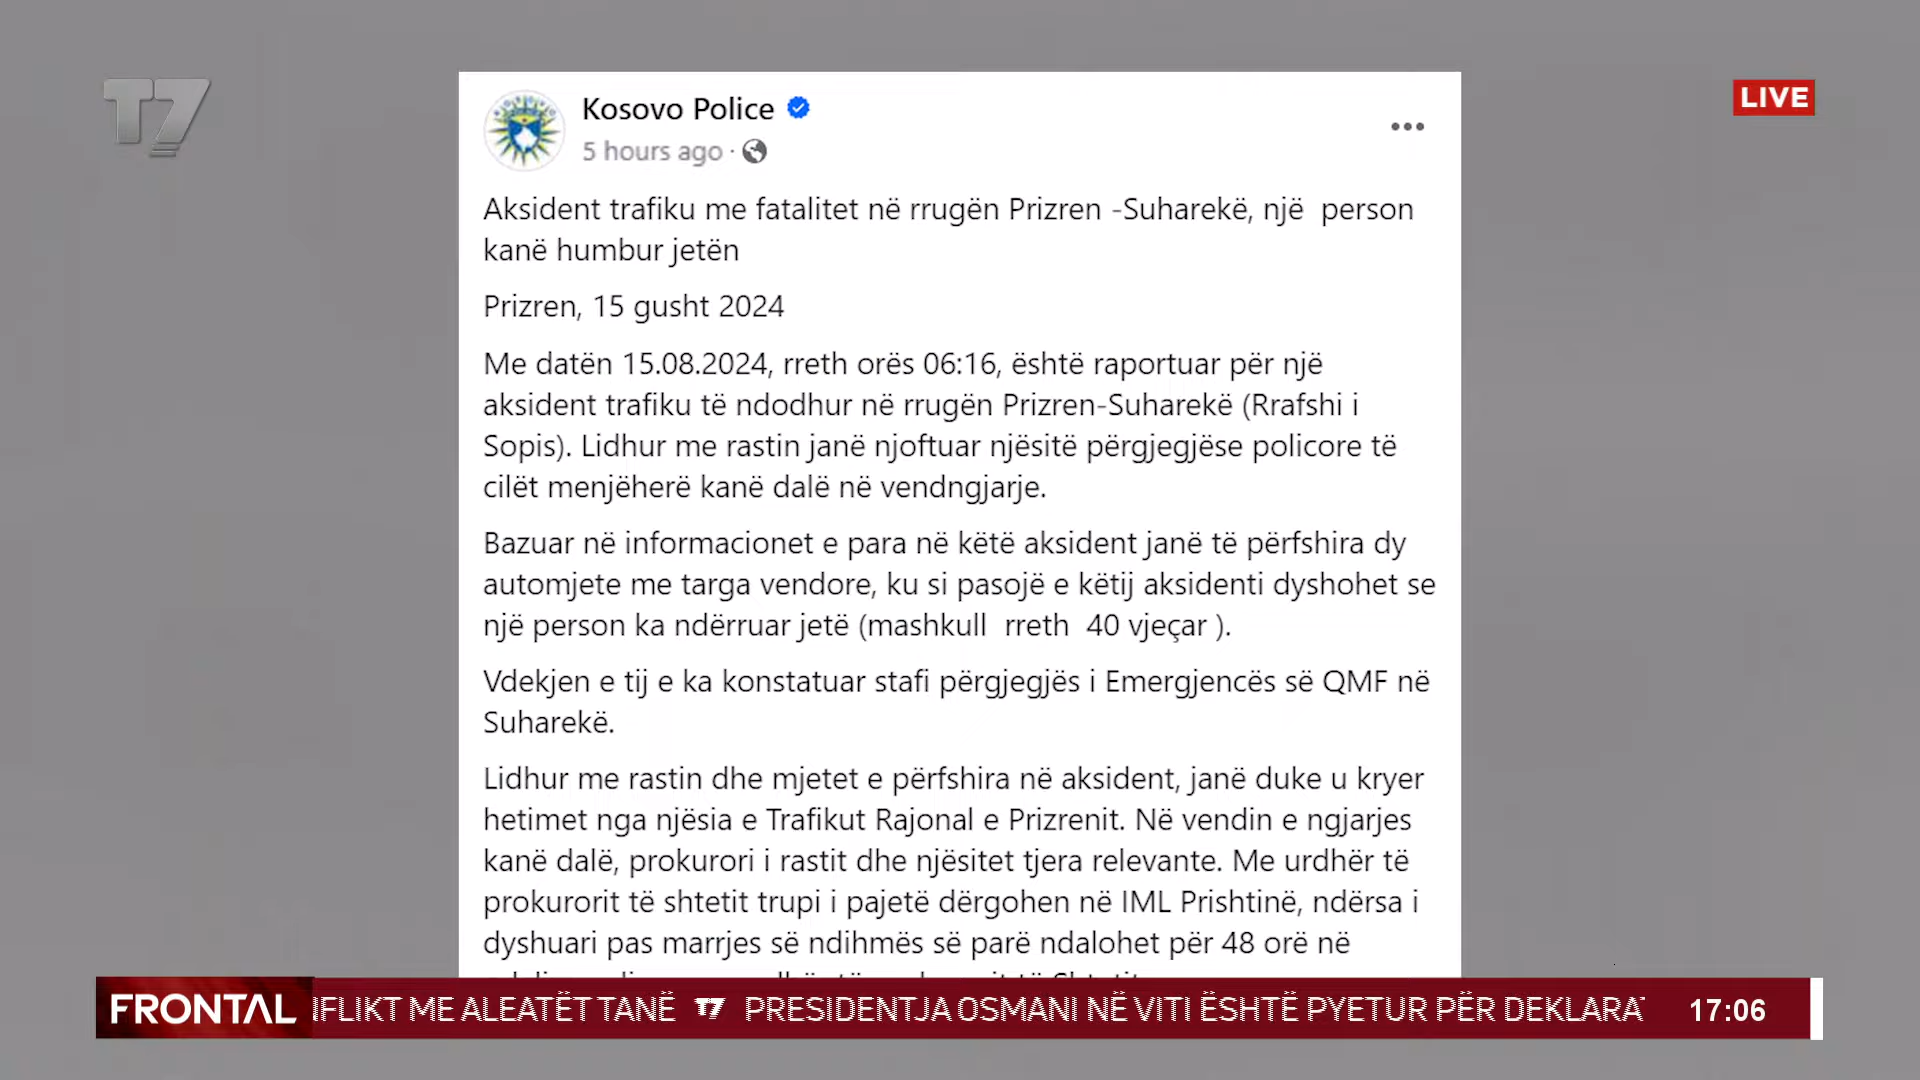 T7
LIVE
Kosovo Police
5 hours ago ·
Aksident trafiku me fatalitet në rrugën Prizren -Suharekë, një person
kanë humbur jetën
Prizren, 15 gusht 2024
Me datën 15.08.2024, rreth orës 06:16, është raportuar për një
aksident trafiku të ndodhur në rrugën Prizren-Suharekë (Rrafshi i
Sopis). Lidhur me rastin janë njoftuar njësitë përgjegjëse policore të
cilët menjëherë kanë dalë në vendngjarje.
Bazuar në informacionet e para në këtë aksident janë të përfshira dy
automjete me targa vendore, ku si pasojë e këtij aksidenti dyshohet se
një person ka ndërruar jetë (mashkull rreth 40 vjeçar ).
Vdekjen e tij e ka konstatuar stafi përgjegjës i Emergjencës së QMF në
Suharekë.
Lidhur me rastin dhe mjetet e përfshira në aksident, janë duke u kryer
hetimet nga njësia e Trafikut Rajonal e Prizrenit. Në vendin e ngjarjes
kanë dalë, prokurori i rastit dhe njësitet tjera relevante. Me urdhër të
prokurorit të shtetit trupi i pajetë dërgohen në IML Prishtinë, ndërsa i
dyshuari pas marrjes së ndihmës së parë ndalohet për 48 orë në
FRONTAL NFLIKT ME ALEATËT TANË T7 PRESIDENTJA OSMANI NË VITI ËSHTË PYETUR PËR DEKLARAT 17:06